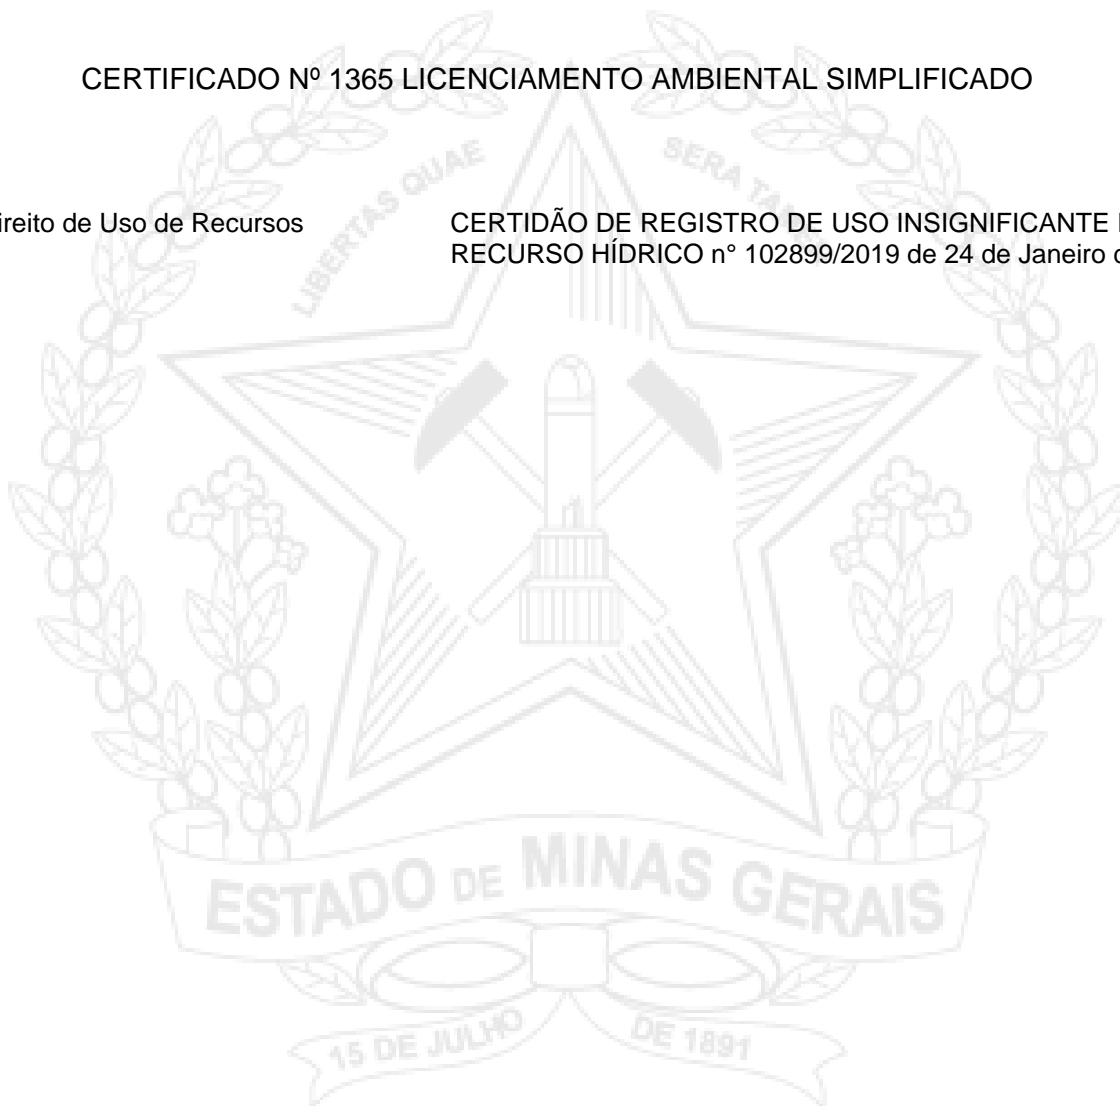 CERTIFICADO Nº 1365 LICENCIAMENTO AMBIENTAL SIMPLIFICADO
LIBERTAS QUAE SERA TAMEN
ireito de Uso de Recursos
CERTIDÃO DE REGISTRO DE USO INSIGNIFICANTE
RECURSO HÍDRICO n° 102899/2019 de 24 de Janeiro
ESTADO DE MINAS GERAIS
15 DE JULHO DE 1891